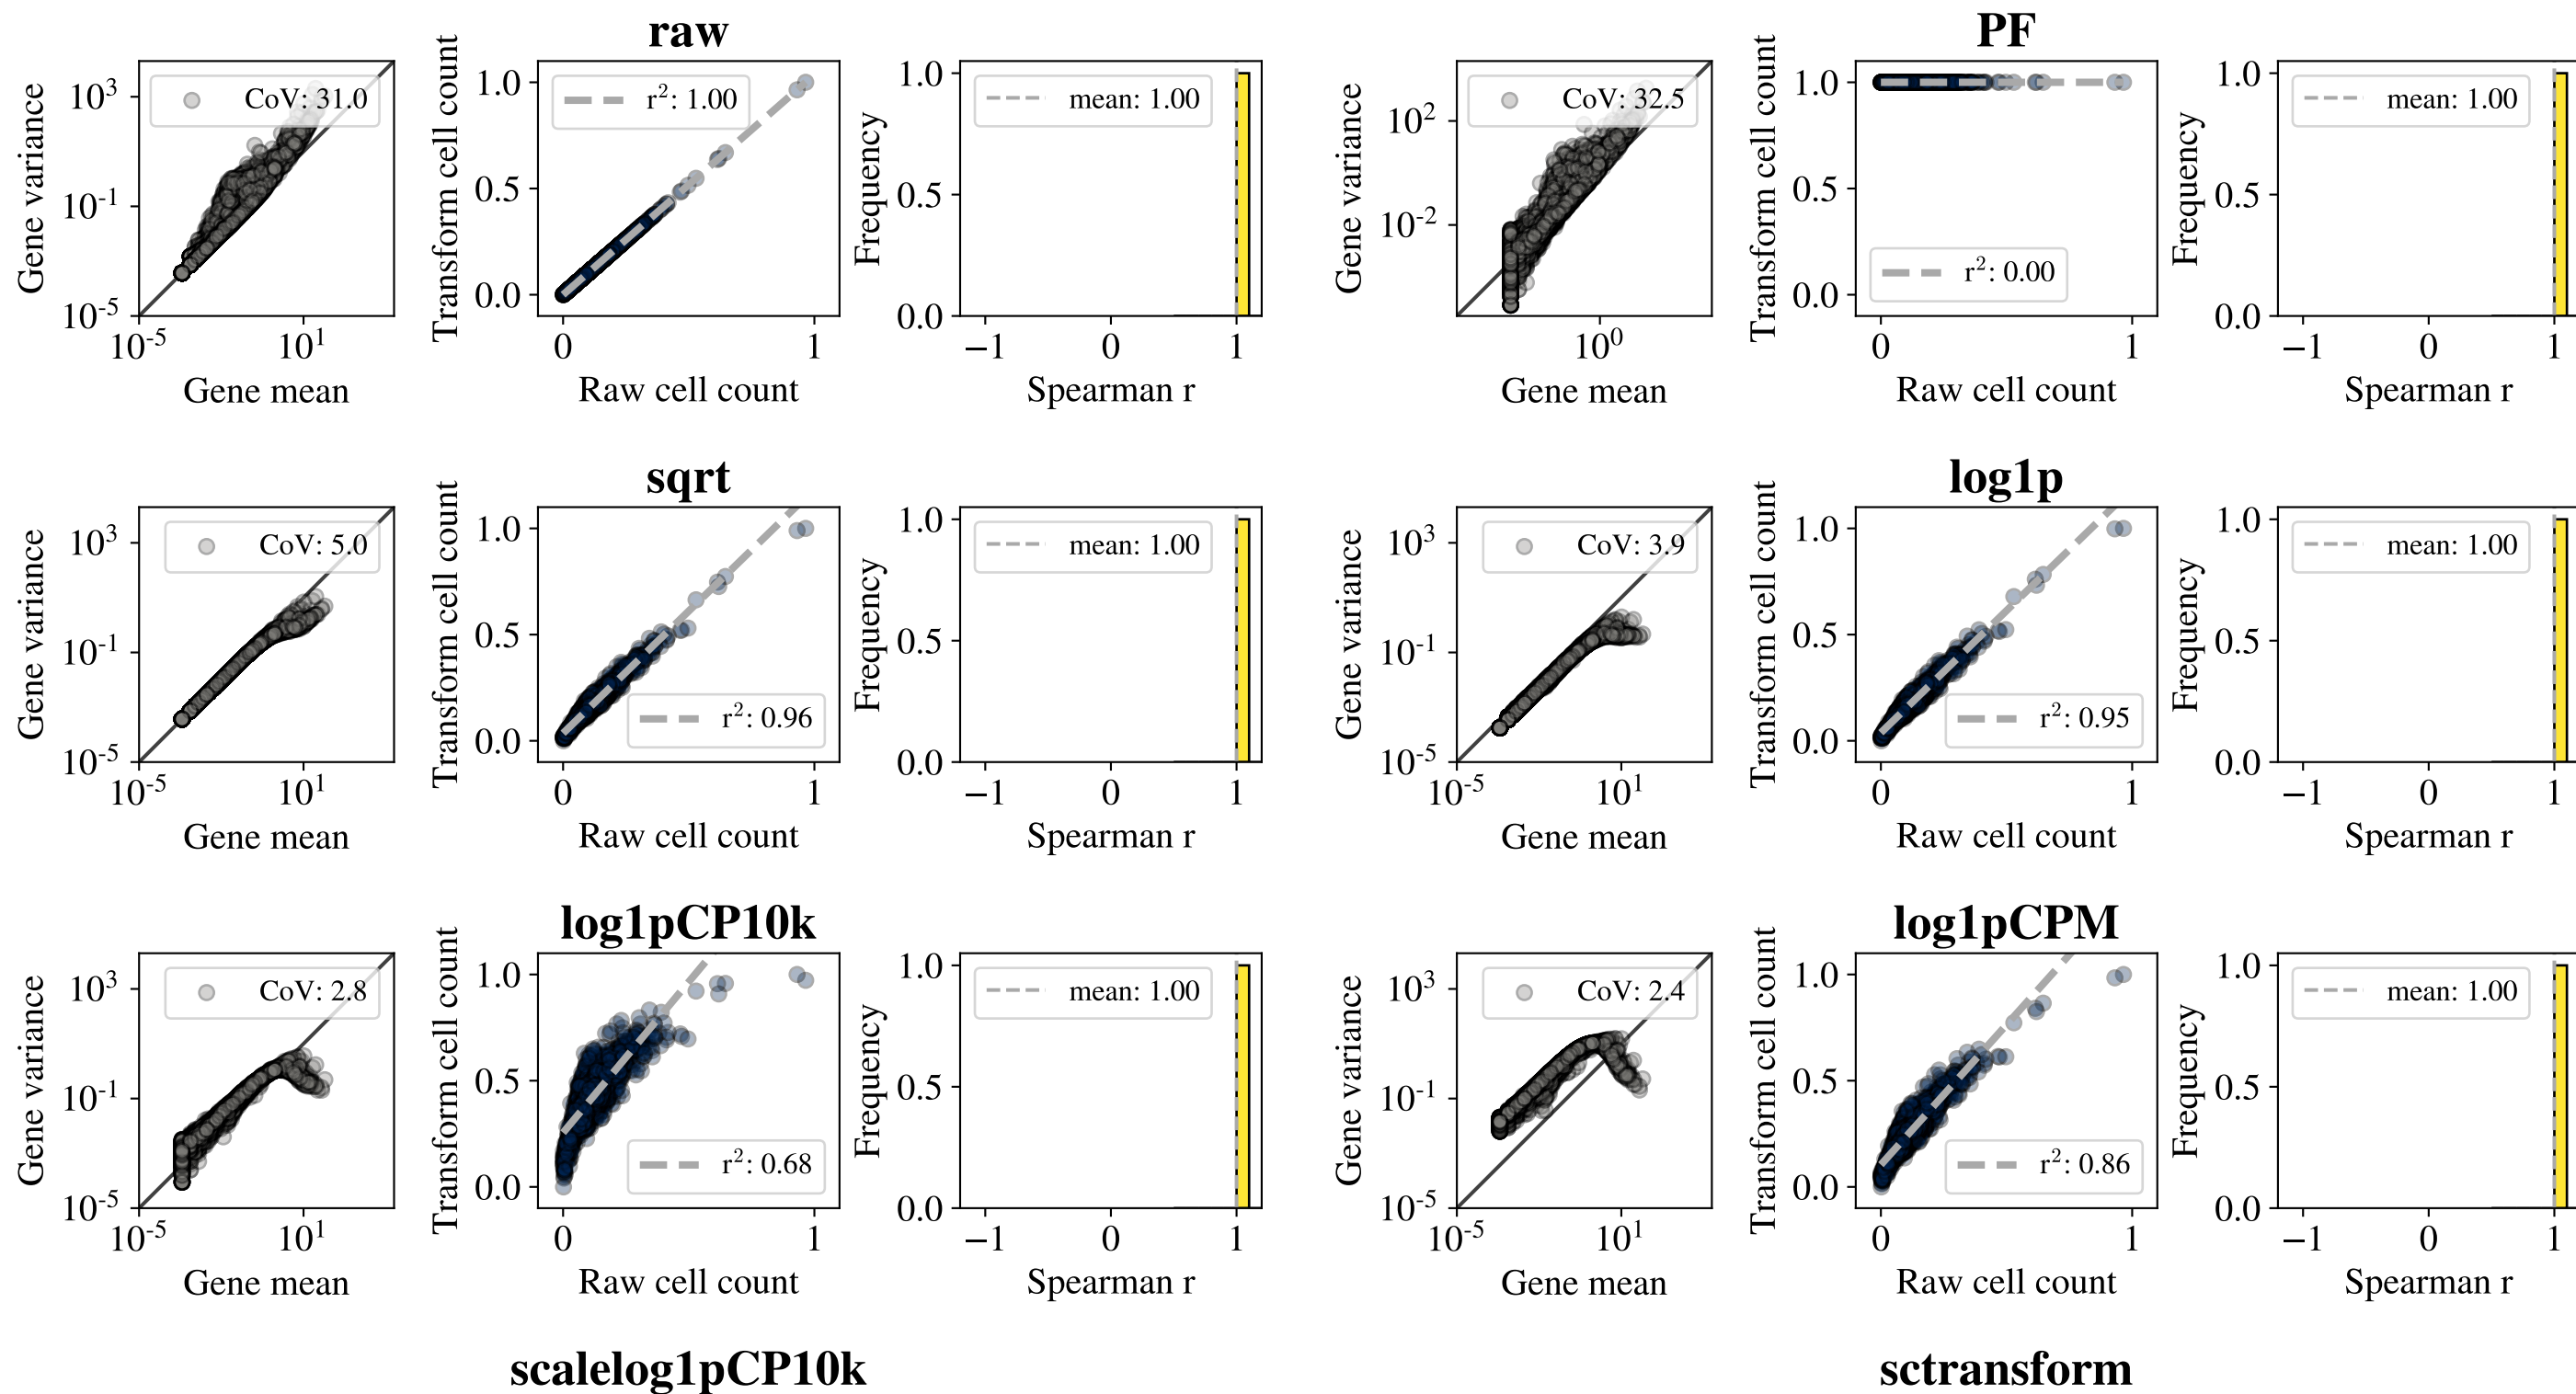 raw
Gene variance
10³
10⁻¹
10⁻⁵
CoV: 31.0
10⁻⁵
10¹
Gene mean
Transform cell count
1.0
0.5
0.0
r²: 1.00
0
1
Raw cell count
Frequency
1.0
0.5
0.0
mean: 1.00
−1
0
1
Spearman r
PF
Gene variance
10²
10⁻²
CoV: 32.5
10⁰
Gene mean
Transform cell count
1.0
0.5
0.0
r²: 0.00
0
1
Raw cell count
Frequency
1.0
0.5
0.0
mean: 1.00
−1
0
1
Spearman r
sqrt
Gene variance
10³
10⁻¹
10⁻⁵
CoV: 5.0
10⁻⁵
10¹
Gene mean
Transform cell count
1.0
0.5
0.0
r²: 0.96
0
1
Raw cell count
Frequency
1.0
0.5
0.0
mean: 1.00
−1
0
1
Spearman r
log1p
Gene variance
10³
10⁻¹
10⁻⁵
CoV: 3.9
10⁻⁵
10¹
Gene mean
Transform cell count
1.0
0.5
0.0
r²: 0.95
0
1
Raw cell count
Frequency
1.0
0.5
0.0
mean: 1.00
−1
0
1
Spearman r
log1pCP10k
Gene variance
10³
10⁻¹
10⁻⁵
CoV: 2.8
10⁻⁵
10¹
Gene mean
Transform cell count
1.0
0.5
0.0
r²: 0.68
0
1
Raw cell count
Frequency
1.0
0.5
0.0
mean: 1.00
−1
0
1
Spearman r
log1pCPM
Gene variance
10³
10⁻¹
10⁻⁵
CoV: 2.4
10⁻⁵
10¹
Gene mean
Transform cell count
1.0
0.5
0.0
r²: 0.86
0
1
Raw cell count
Frequency
1.0
0.5
0.0
mean: 1.00
−1
0
1
Spearman r
scalelog1pCP10k
sctransform